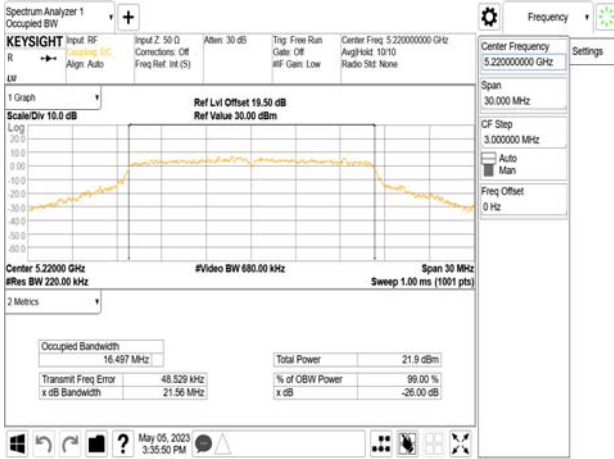 Spectrum Analyzer 1
Occupied BW
+
Frequency
KEYSIGHT
R
Input: RF
Coupling: DC
Align: Auto
Input Z: 50 Ω
Corrections: Off
Freq Ref: Int (S)
Atten: 30 dB
Trig: Free Run
Gate: Off
#IF Gain: Low
Center Freq: 5.220000000 GHz
Avg|Hold: 10/10
Radio Std: None
Center Frequency
5.220000000 GHz
Settings
Span
30.000 MHz
CF Step
3.000000 MHz
Auto
Man
Freq Offset
0 Hz
1 Graph
Scale/Div 10.0 dB
Ref Lvl Offset 19.50 dB
Ref Value 30.00 dBm
Log
20.0
10.0
0.00
-10.0
-20.0
-30.0
-40.0
-50.0
-60.0
Center 5.22000 GHz
#Res BW 220.00 kHz
#Video BW 680.00 kHz
Span 30 MHz
Sweep 1.00 ms (1001 pts)
2 Metrics
Occupied Bandwidth
16.497 MHz
Total Power 21.9 dBm
Transmit Freq Error 48.529 kHz
% of OBW Power 99.00 %
x dB Bandwidth 21.56 MHz
x dB -26.00 dB
?
May 05, 2023
3:35:50 PM